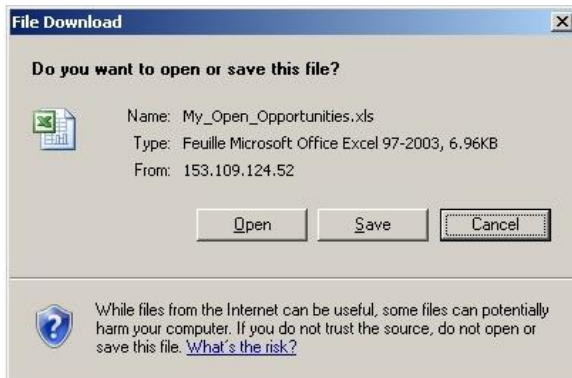 File Download
Do you want to open or save this file?
Name: My_Open_Opportunities.xls
Type: Feuille Microsoft Office Excel 97-2003, 6.96KB
From: 153.109.124.52
Open Save Cancel
While files from the Internet can be useful, some files can potentially
harm your computer. If you do not trust the source, do not open or
save this file. What's the risk?